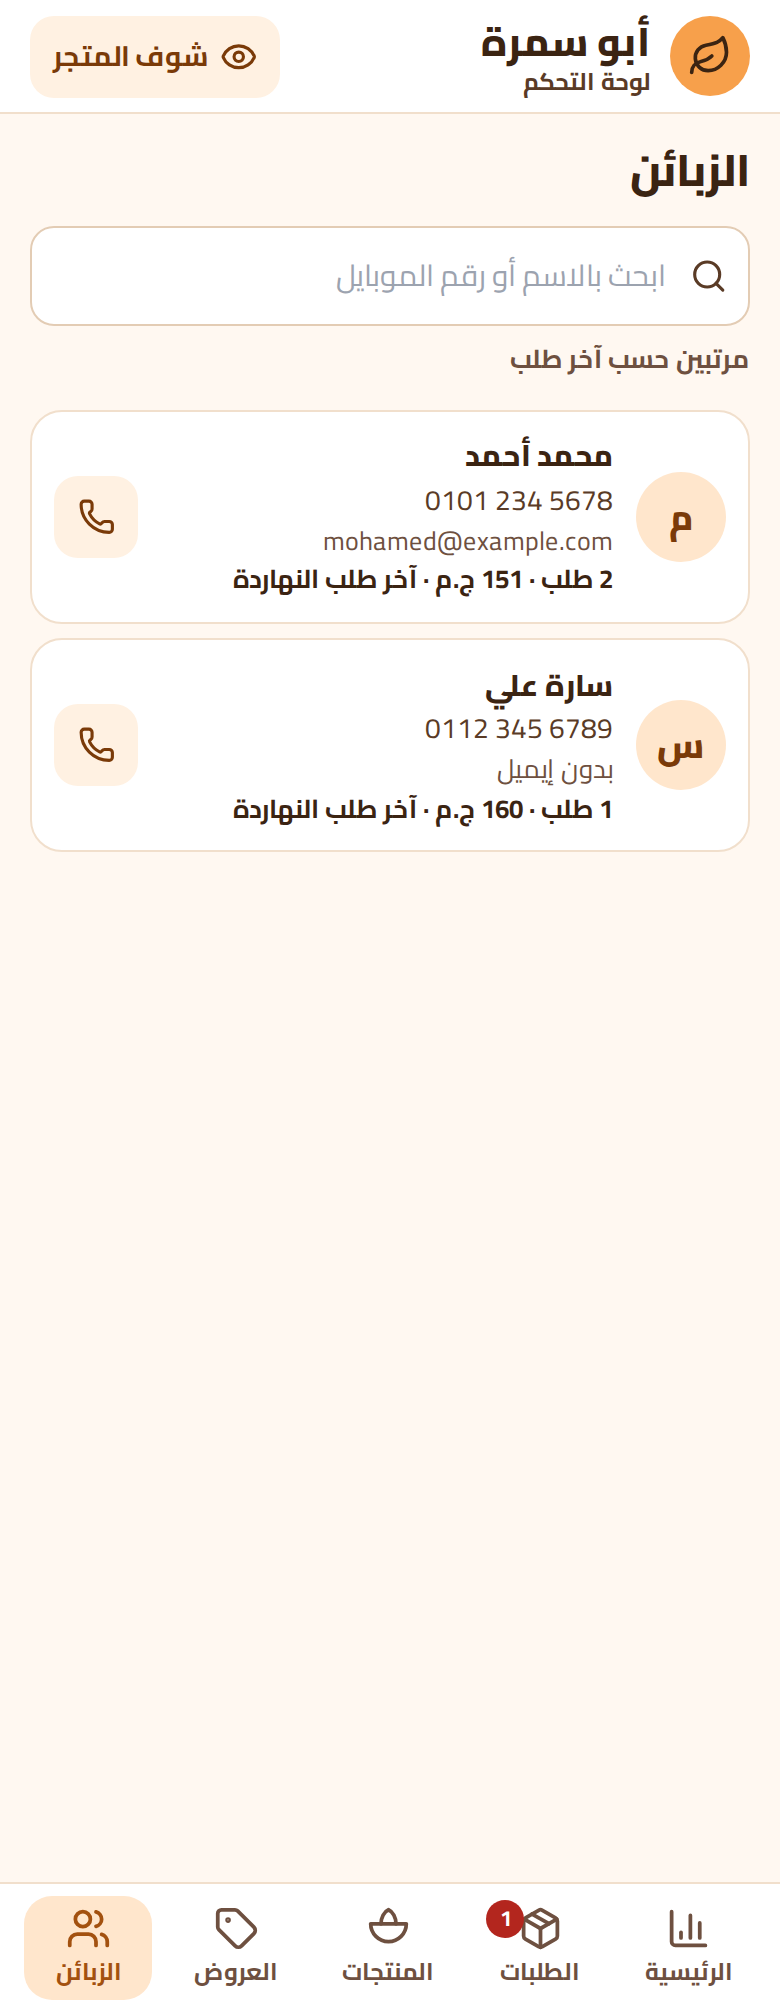 أبو سمرة
لوحة التحكم
شوف المتجر
الزبائن
ابحث بالاسم أو رقم الموبايل
مرتبين حسب آخر طلب
م
محمد أحمد
0101 234 5678
mohamed@example.com
2 طلب · 151 ج.م · آخر طلب النهاردة
س
سارة علي
0112 345 6789
بدون إيميل
1 طلب · 160 ج.م · آخر طلب النهاردة
الرئيسية
1
الطلبات
المنتجات
العروض
الزبائن